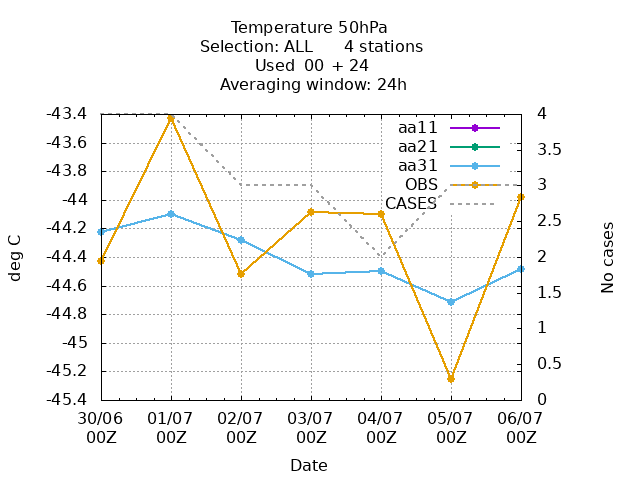 Temperature 50hPa
Selection: ALL      4 stations
Used  00 + 24
Averaging window: 24h
-43.4
-43.6
-43.8
-44
-44.2
-44.4
-44.6
-44.8
-45
-45.2
-45.4
deg C
aa11
aa21
aa31
OBS
CASES
4
3.5
3
2.5
2
1.5
1
0.5
0
No cases
30/06 01/07 02/07 03/07 04/07 05/07 06/07
00Z 00Z 00Z 00Z 00Z 00Z 00Z
Date